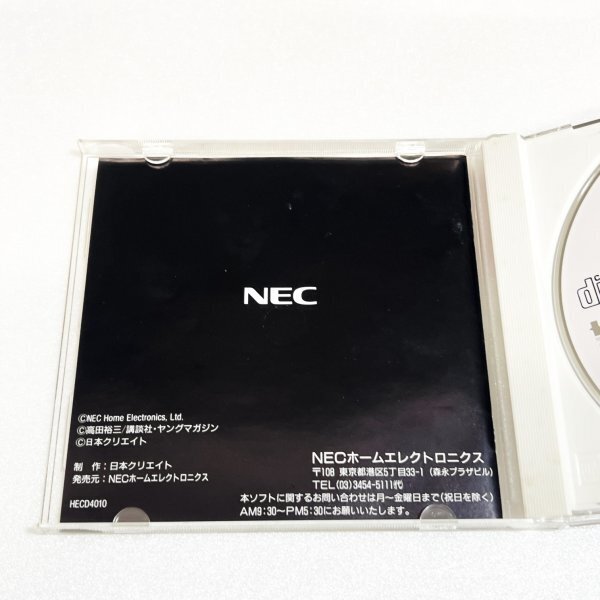 NEC
©NEC Home Electronics, Ltd.
©高田裕三/講談社・ヤングマガジン
©日本クリエイト
制 作：日本クリエイト
発売元：NECホームエレクトロニクス
HECD4010
NECホームエレクトロニクス
〒108 東京都港区5丁目33-1（森永プラザビル）
TEL(03)3454-5111代
本ソフトに関するお問い合わせは月〜金曜日まで(祝日を除く)
AM9:30〜PM5:30にお願いいたします。